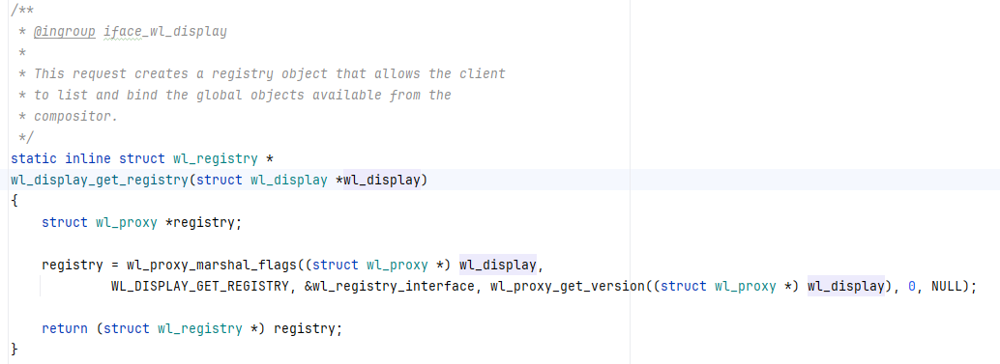 /**
 * @ingroup iface_wl_display
 *
 * This request creates a registry object that allows the client
 * to list and bind the global objects available from the
 * compositor.
 */
static inline struct wl_registry *
wl_display_get_registry(struct wl_display *wl_display)
{
    struct wl_proxy *registry;

    registry = wl_proxy_marshal_flags((struct wl_proxy *) wl_display,
             WL_DISPLAY_GET_REGISTRY, &wl_registry_interface, wl_proxy_get_version((struct wl_proxy *) wl_display), 0, NULL);

    return (struct wl_registry *) registry;
}